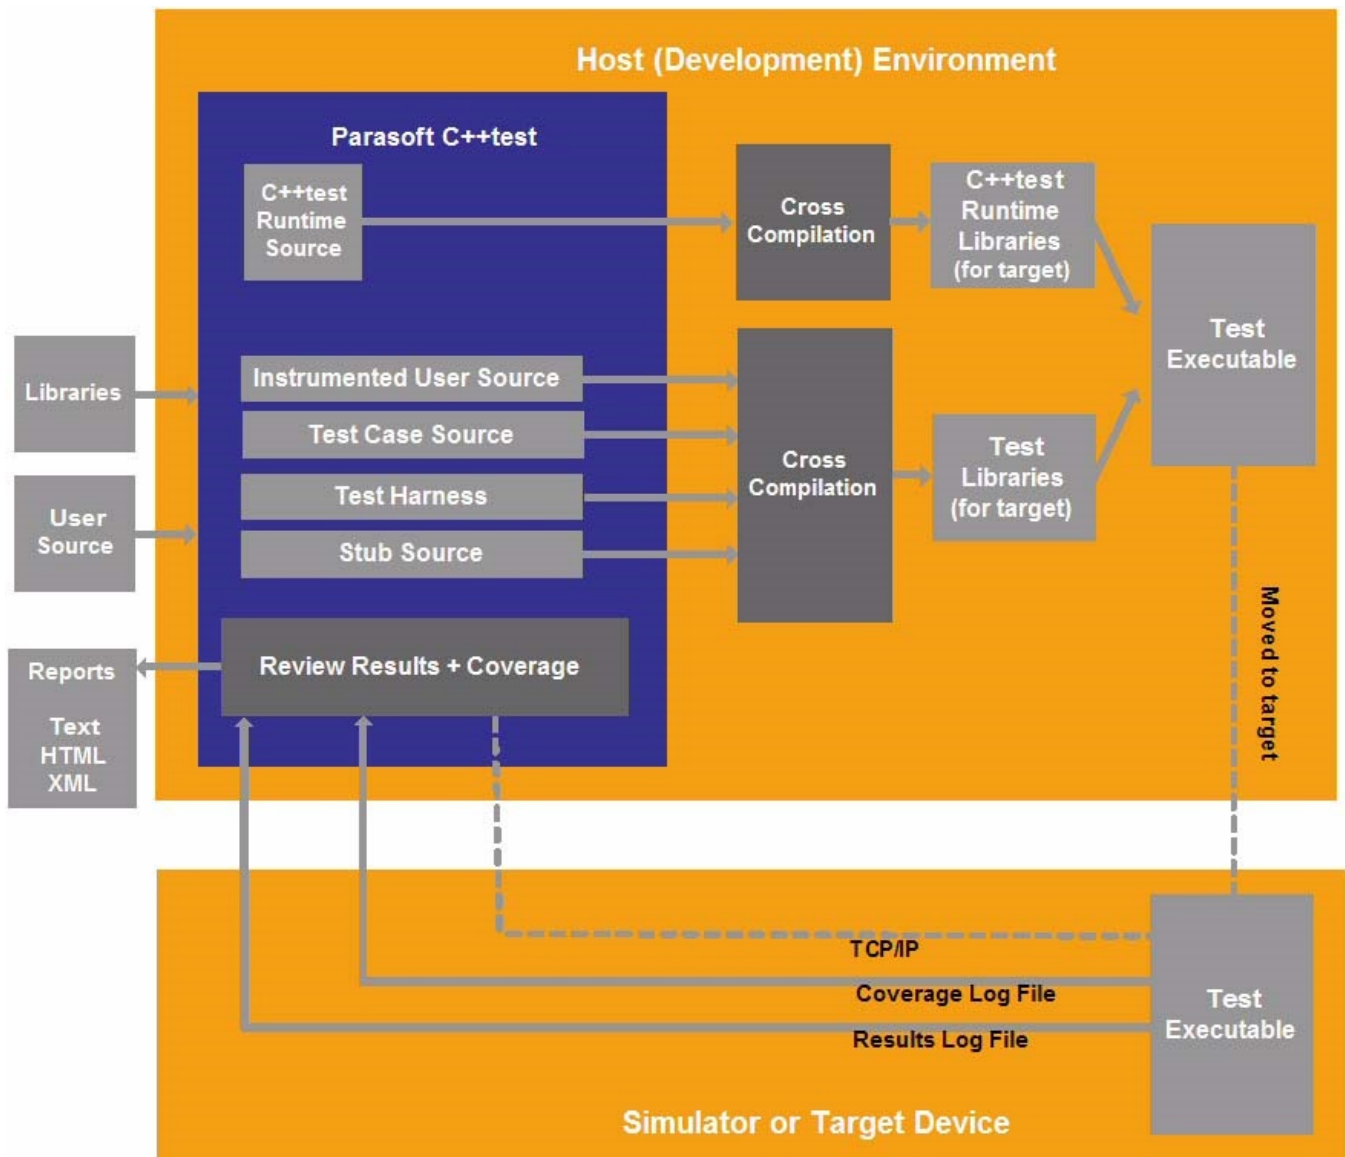 Host (Development) Environment
Parasoft C++test
C++test
Runtime
Source
Cross
Compilation
C++test
Runtime
Libraries
(for target)
Test
Executable
Libraries
User
Source
Instrumented User Source
Test Case Source
Test Harness
Stub Source
Cross
Compilation
Test
Libraries
(for target)
Moved to target
Review Results + Coverage
Reports
Text
HTML
XML
TCP/IP
Coverage Log File
Results Log File
Test
Executable
Simulator or Target Device